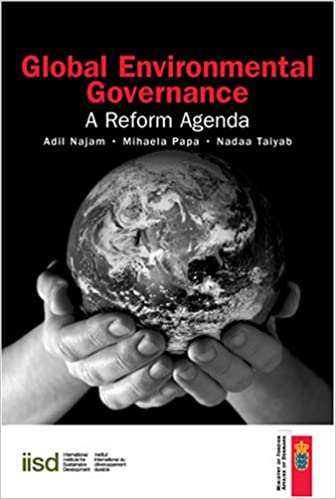 Global Environmental
Governance
A Reform Agenda
Adil Najam • Mihaela Papa • Nadaa Taiyab
iisd
International
Institute for
Sustainable
Development
Institut
international du
développement
durable
MINISTRY OF FOREIGN
AFFAIRS OF DENMARK